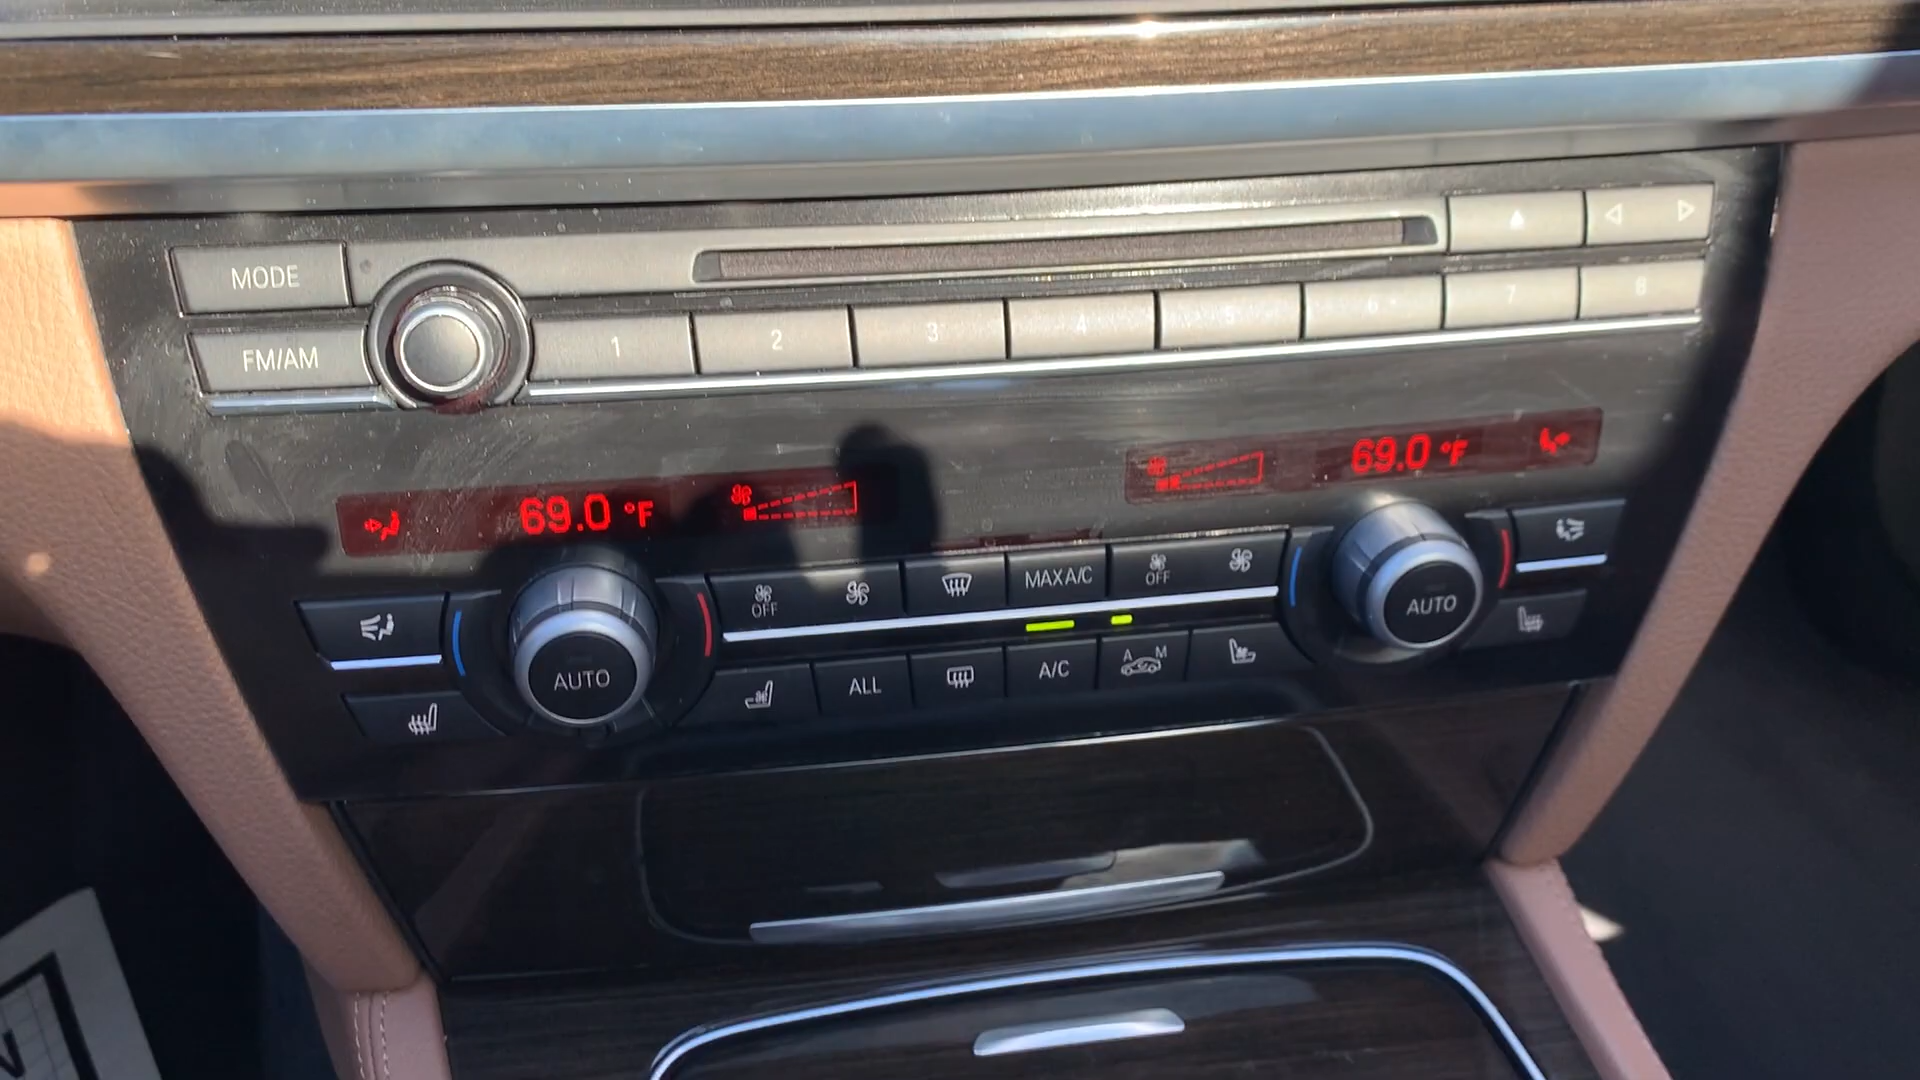 MODE
FM/AM
1 2 3 4 5 6 7 8
69.0 °F
69.0 °F
AUTO
OFF
MAX A/C
OFF
AUTO
ALL
A/C
A M